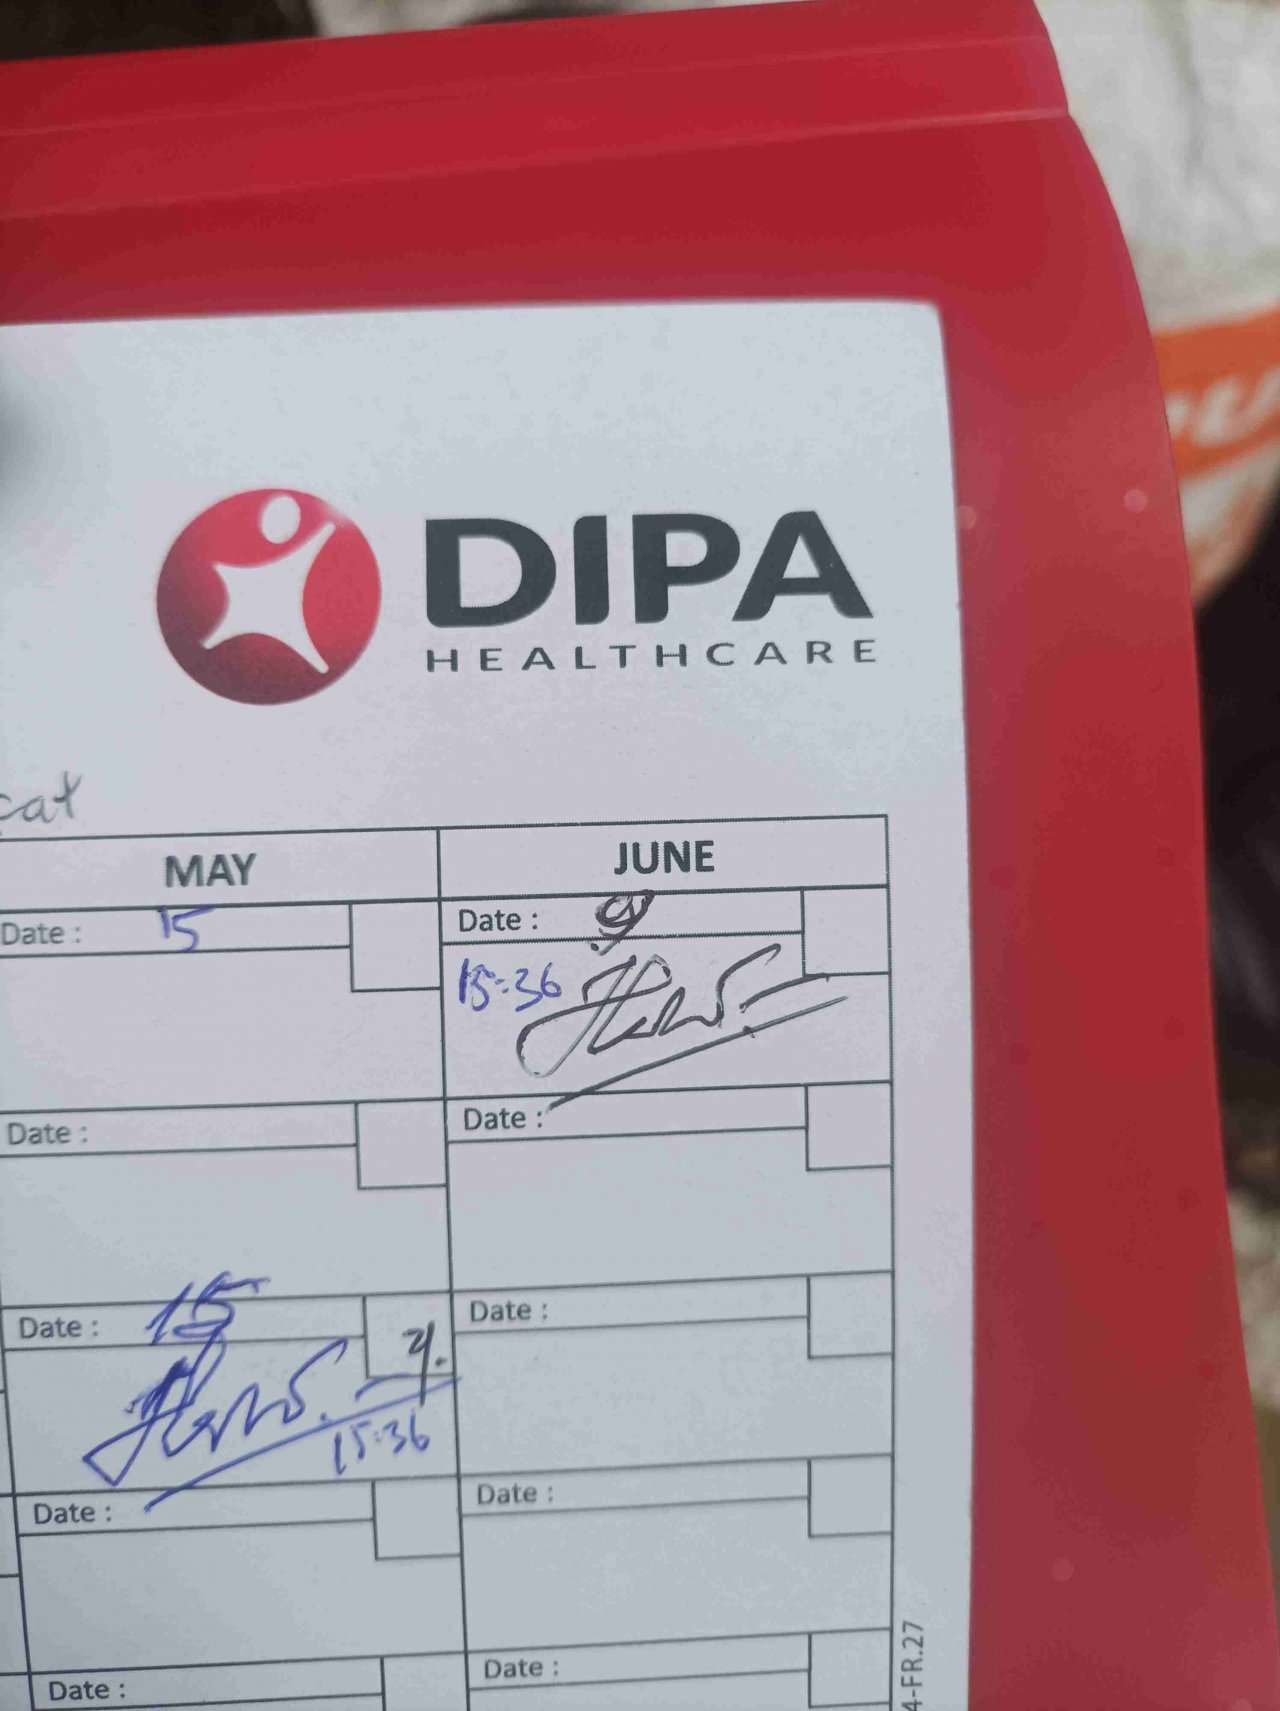 DIPA
HEALTHCARE
cat
MAY
JUNE
Date : 15
Date : 9
15:36
Date :
Date :
Date : 15
Date :
15:36
Date :
Date :
Date :
Date :
4-FR.27